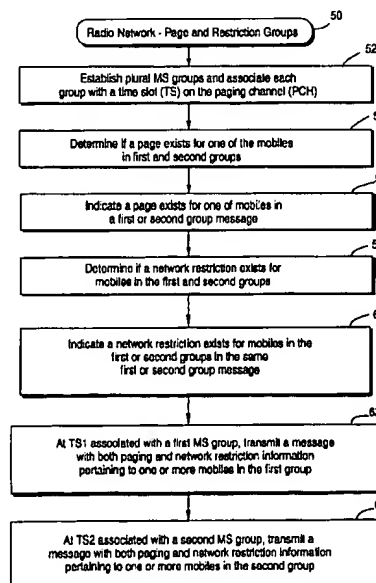 50
Radio Network - Page and Restriction Groups
52
Establish plural MS groups and associate each
group with a time slot (TS) on the paging channel (PCH)
5
Determine if a page exists for one of the mobiles
in first and second groups
Indicate a page exists for one of mobiles in
a first or second group message
5
Determine if a network restriction exists for
mobiles in the first and second groups
6
Indicate a network restriction exists for mobiles in the
first or second groups in the same
first or second group message
62
At TS1 associated with a first MS group, transmit a message
with both paging and network restriction information
pertaining to one or more mobiles in the first group
At TS2 associated with a second MS group, transmit a
message with both paging and network restriction information
pertaining to one or more mobiles in the second group